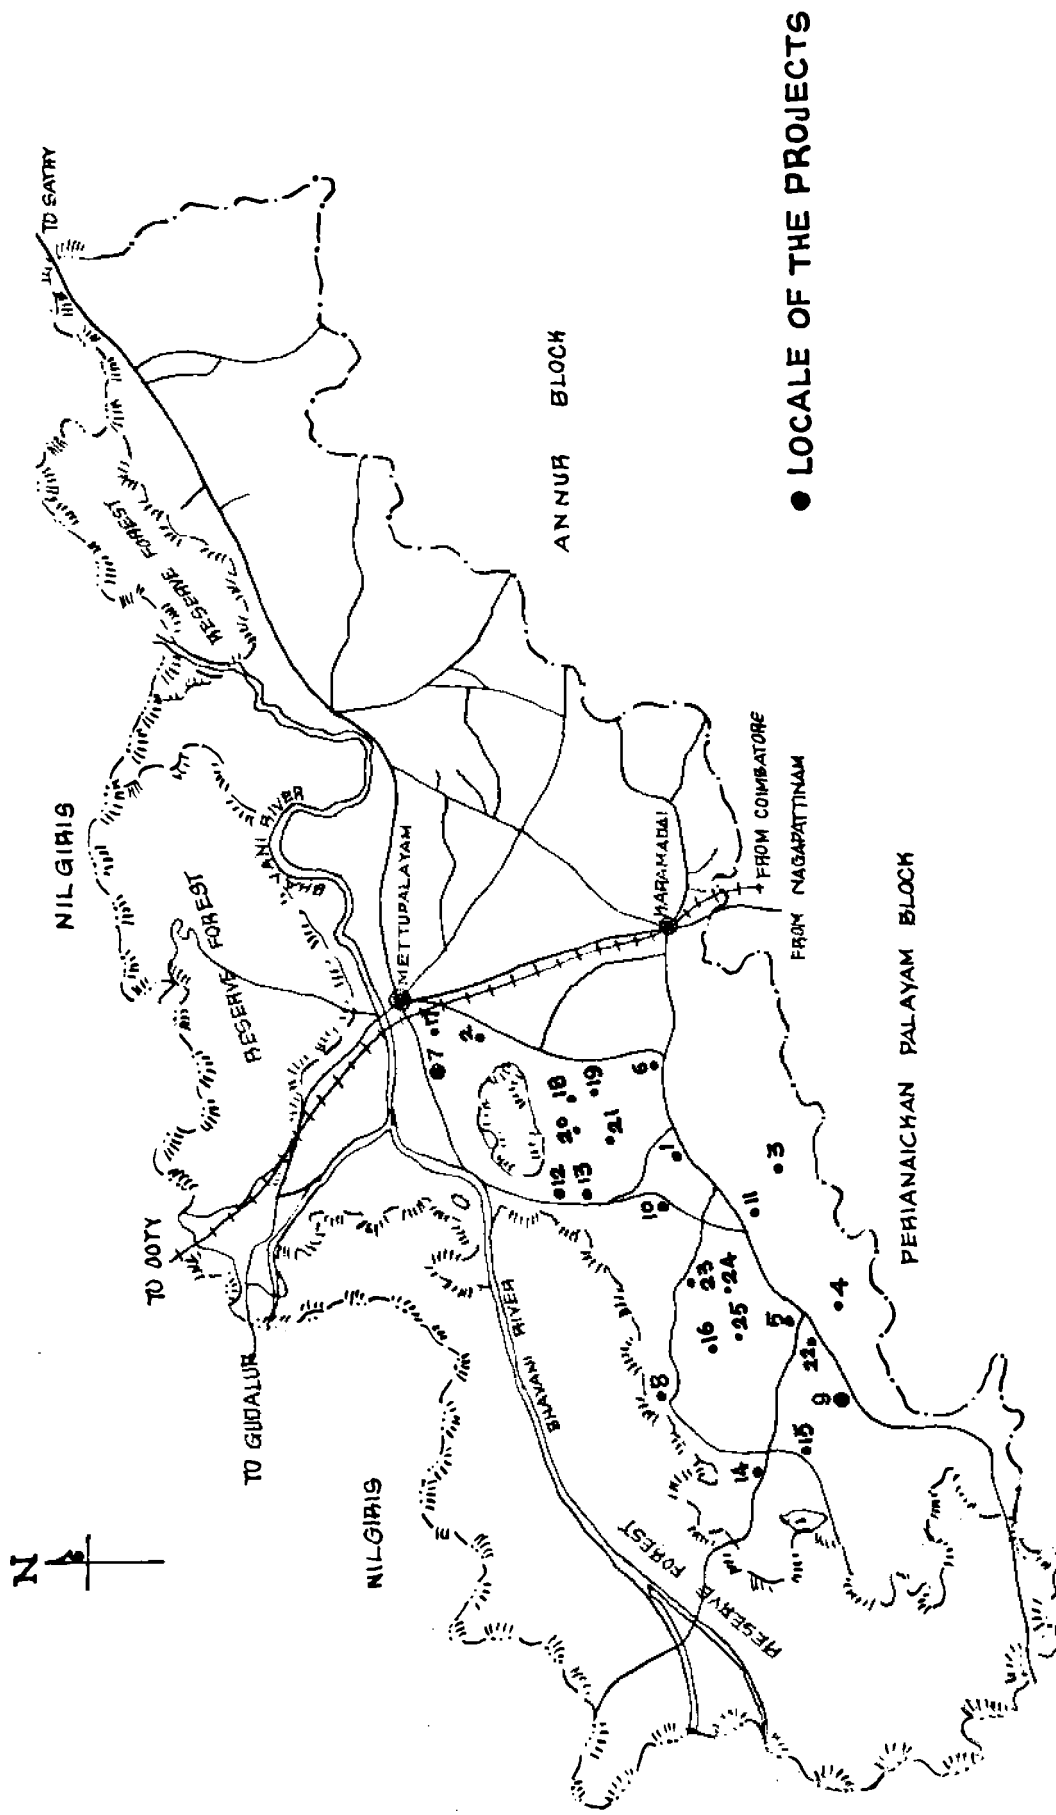 N
TO SATHY
NILGIRIS
RESERVE FOREST
RESERVE FOREST
BHAVANI RIVER
TO OOTY
TO GUDALUR
METTUPALAYAM
ANNUR BLOCK
NILGIRIS
BHAVANI RIVER
KARAMADAI
FROM COIMBATORE
FROM NAGAPATTINAM
RESERVE FOREST
PERIANAICKAN PALAYAM BLOCK
17
7
2
18
19
20
21
12
13
6
1
10
3
11
23
24
25
16
4
5
22
8
9
14
15
LOCALE OF THE PROJECTS